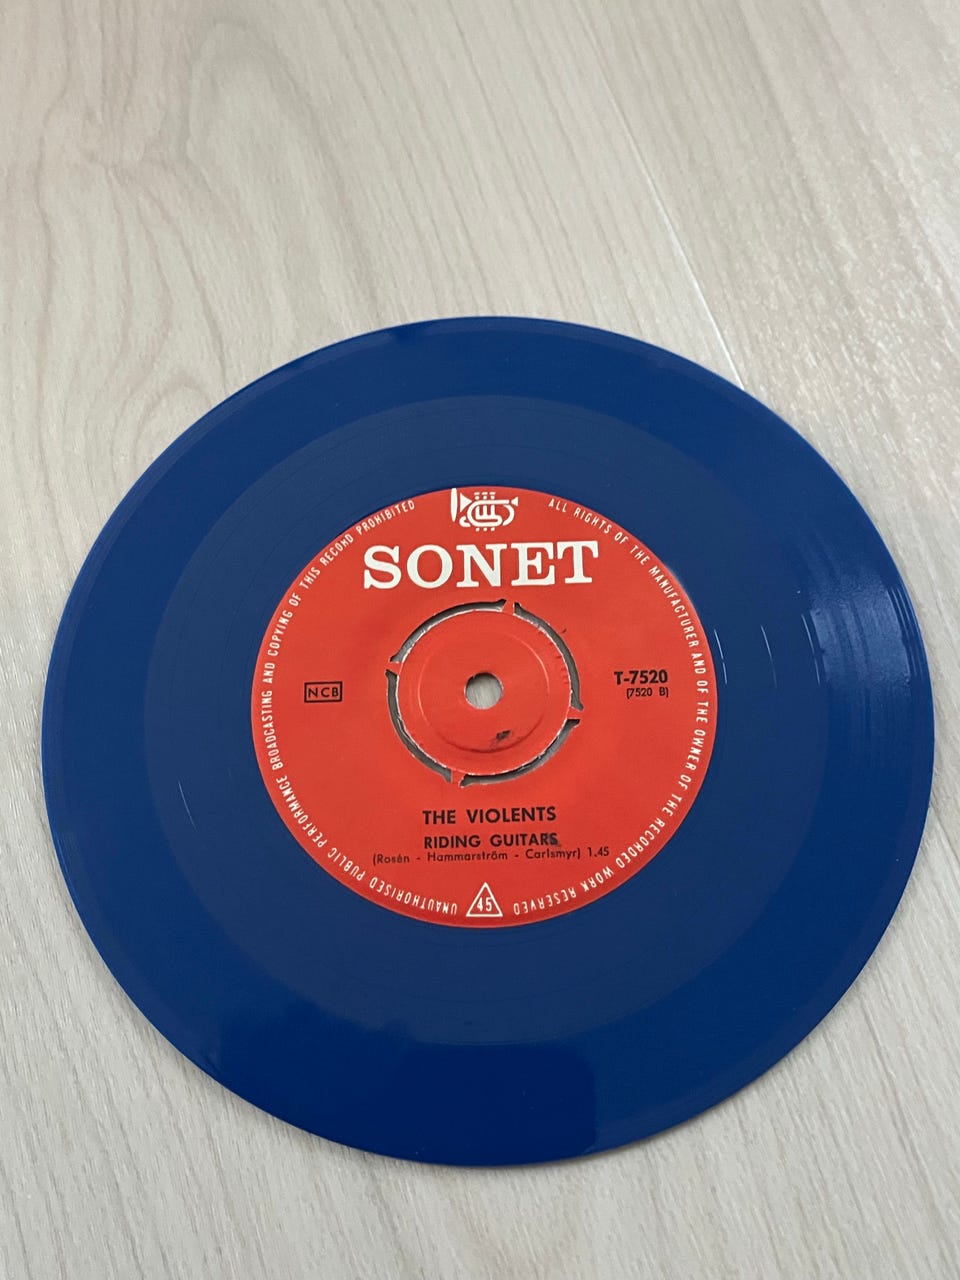 UNAUTHORISED PUBLIC PERFORMANCE BROADCASTING AND COPYING OF THIS RECORD PROHIBITED
ALL RIGHTS OF THE MANUFACTURER AND OF THE OWNER OF THE RECORDED WORK RESERVED
SONET
NCB
T-7520
(7520 B)
THE VIOLENTS
RIDING GUITARS
(Rosén - Hammarström - Carlsmyr) 1.45
45